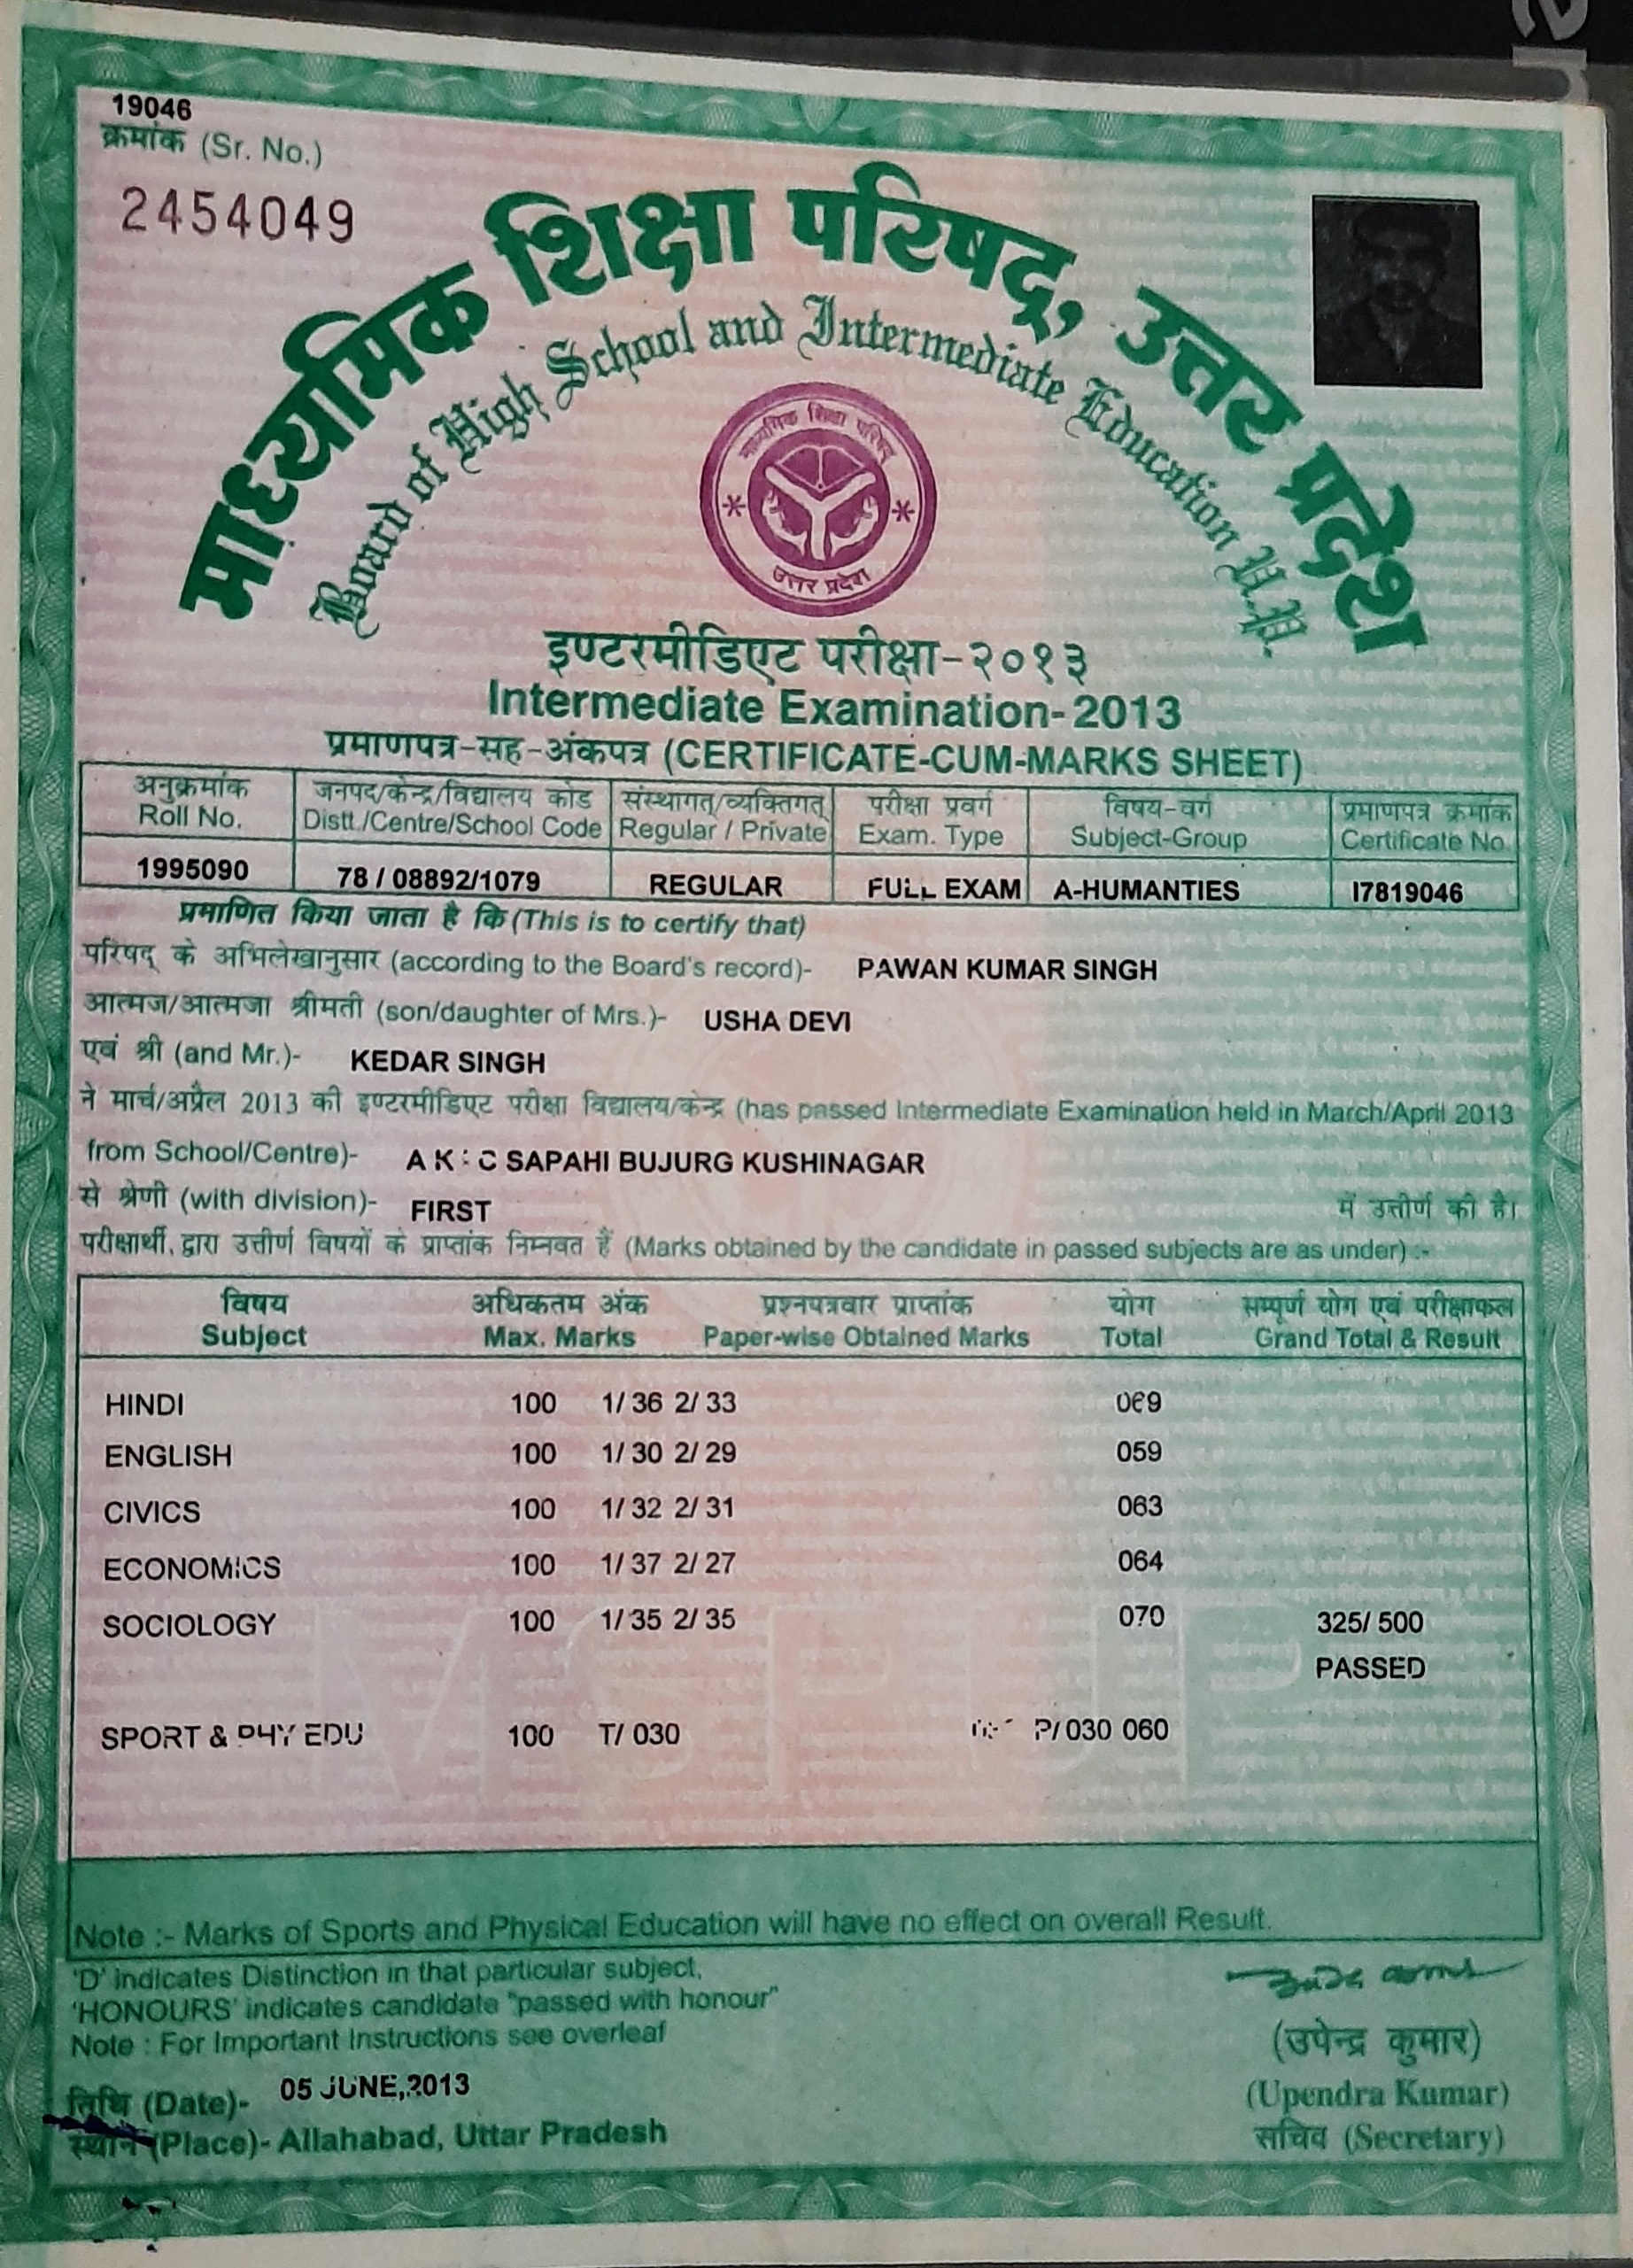 19046
क्रमांक (Sr. No.)
2454049
माध्यमिक शिक्षा परिषद्, उत्तर प्रदेश
Board of High School and Intermediate Education U.P.
माध्यमिक शिक्षा परिषद्
उत्तर प्रदेश
इण्टरमीडिएट परीक्षा-२०१३
Intermediate Examination-2013
प्रमाणपत्र-सह-अंकपत्र (CERTIFICATE-CUM-MARKS SHEET)
अनुक्रमांक जनपद/केन्द्र/विद्यालय कोड संस्थागत्/व्यक्तिगत् परीक्षा प्रवर्ग विषय-वर्ग प्रमाणपत्र क्रमांक
Roll No. Distt./Centre/School Code Regular / Private Exam. Type Subject-Group Certificate No.
1995090 78 / 08892/1079 REGULAR FULL EXAM A-HUMANTIES I7819046
प्रमाणित किया जाता है कि (This is to certify that)
परिषद् के अभिलेखानुसार (according to the Board's record)- PAWAN KUMAR SINGH
आत्मज/आत्मजा श्रीमती (son/daughter of Mrs.)- USHA DEVI
एवं श्री (and Mr.)- KEDAR SINGH
ने मार्च/अप्रैल 2013 की इण्टरमीडिएट परीक्षा विद्यालय/केन्द्र (has passed Intermediate Examination held in March/April 2013
from School/Centre)- A K C SAPAHI BUJURG KUSHINAGAR
से श्रेणी (with division)- FIRST में उत्तीर्ण की है।
परीक्षार्थी, द्वारा उत्तीर्ण विषयों के प्राप्तांक निम्नवत हैं (Marks obtained by the candidate in passed subjects are as under) :-
विषय अधिकतम अंक प्रश्नपत्रवार प्राप्तांक योग सम्पूर्ण योग एवं परीक्षाफल
Subject Max. Marks Paper-wise Obtained Marks Total Grand Total & Result
HINDI 100 1/ 36 2/ 33 069
ENGLISH 100 1/ 30 2/ 29 059
CIVICS 100 1/ 32 2/ 31 063
ECONOMICS 100 1/ 37 2/ 27 064
SOCIOLOGY 100 1/ 35 2/ 35 070 325/ 500
PASSED
SPORT & PHY EDU 100 T/ 030 P/ 030 060
Note :- Marks of Sports and Physical Education will have no effect on overall Result.
'D' indicates Distinction in that particular subject,
'HONOURS' indicates candidate "passed with honour"
Note : For Important Instructions see overleaf
तिथि (Date)- 05 JUNE,2013
स्थान (Place)- Allahabad, Uttar Pradesh
(उपेन्द्र कुमार)
(Upendra Kumar)
सचिव (Secretary)